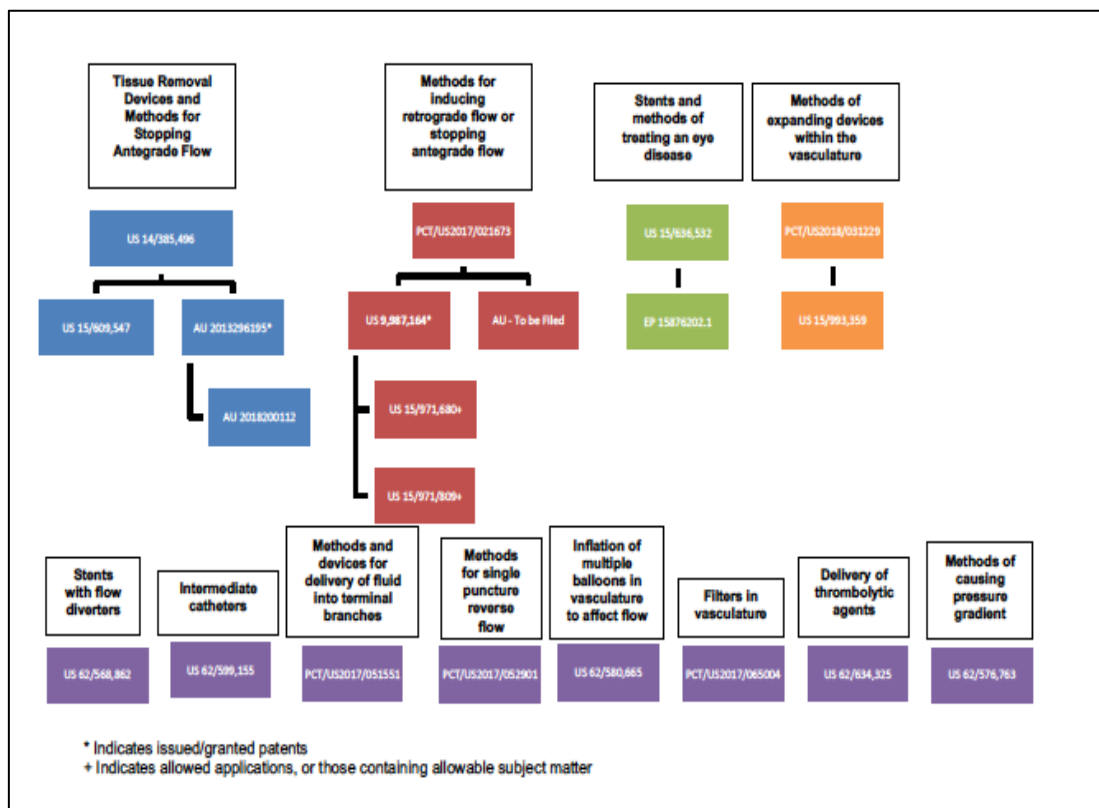 Tissue Removal
Devices and
Methods for
Stopping
Antegrade Flow
Methods for
inducing
retrograde flow or
stopping
antegrade flow
Stents and
methods of
treating an eye
disease
Methods of
expanding devices
within the
vasculature
US 14/385,496
PCT/US2017/021673
US 15/636,532
PCT/US2018/031229
US 15/609,547
AU 2013296195*
US 9,987,164*
AU - To be Filed
EP 15876202.1
US 15/993,359
AU 2018200112
US 15/971,680+
US 15/971/809+
Stents
with flow
diverters
Intermediate
catheters
Methods and
devices for
delivery of fluid
into terminal
branches
Methods
for single
puncture
reverse
flow
Inflation of
multiple
balloons in
vasculature
to affect flow
Filters in
vasculature
Delivery of
thrombolytic
agents
Methods of
causing
pressure
gradient
US 62/568,862
US 62/599,155
PCT/US2017/051551
PCT/US2017/052901
US 62/580,665
PCT/US2017/065004
US 62/634,325
US 62/576,763
* Indicates issued/granted patents
+ Indicates allowed applications, or those containing allowable subject matter